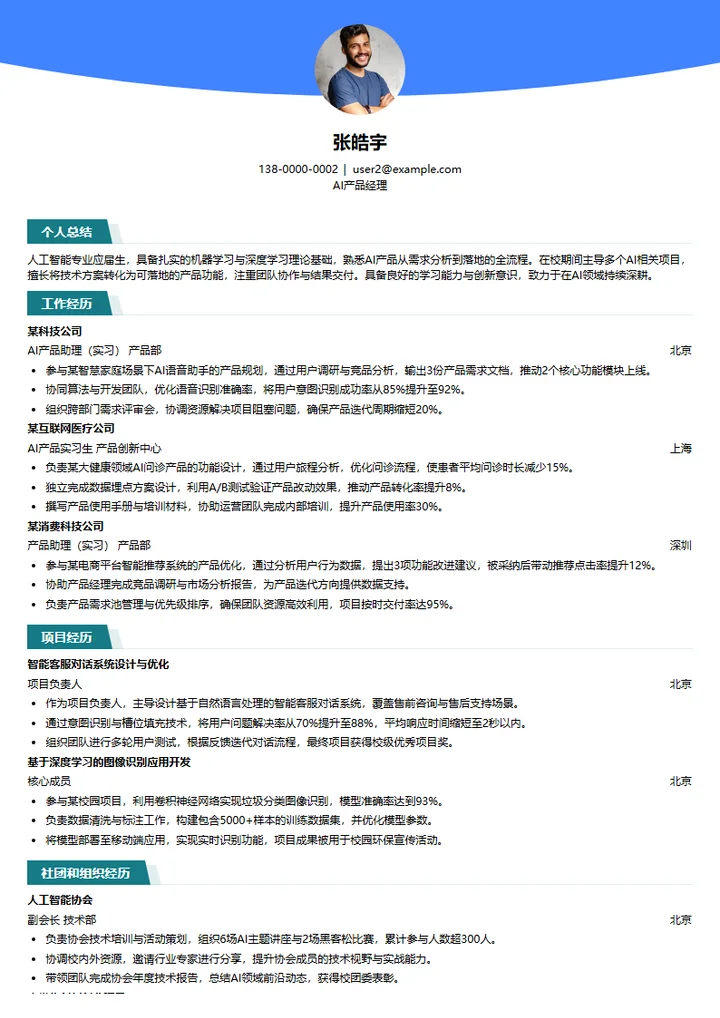 张皓宇
138-0000-0002 | user2@example.com
AI产品经理
个人总结
人工智能专业应届生，具备扎实的机器学习与深度学习理论基础，熟悉AI产品从需求分析到落地的全流程。在校期间主导多个AI相关项目，
擅长将技术方案转化为可落地的产品功能，注重团队协作与结果交付。具备良好的学习能力与创新意识，致力于在AI领域持续深耕。
工作经历
某科技公司
AI产品助理（实习） 产品部 北京
• 参与某智慧家庭场景下AI语音助手的产品规划，通过用户调研与竞品分析，输出3份产品需求文档，推动2个核心功能模块上线。
• 协同算法与开发团队，优化语音识别准确率，将用户意图识别成功率从85%提升至92%。
• 组织跨部门需求评审会，协调资源解决项目阻塞问题，确保产品迭代周期缩短20%。
某互联网医疗公司
AI产品实习生 产品创新中心 上海
• 负责某大健康领域AI问诊产品的功能设计，通过用户旅程分析，优化问诊流程，使患者平均问诊时长减少15%。
• 独立完成数据埋点方案设计，利用A/B测试验证产品改动效果，推动产品转化率提升8%。
• 撰写产品使用手册与培训材料，协助运营团队完成内部培训，提升产品使用率30%。
某消费科技公司
产品助理（实习） 产品部 深圳
• 参与某电商平台智能推荐系统的产品优化，通过分析用户行为数据，提出3项功能改进建议，被采纳后带动推荐点击率提升12%。
• 协助产品经理完成竞品调研与市场分析报告，为产品迭代方向提供数据支持。
• 负责产品需求池管理与优先级排序，确保团队资源高效利用，项目按时交付率达95%。
项目经历
智能客服对话系统设计与优化
项目负责人 北京
• 作为项目负责人，主导设计基于自然语言处理的智能客服对话系统，覆盖售前咨询与售后支持场景。
• 通过意图识别与槽位填充技术，将用户问题解决率从70%提升至88%，平均响应时间缩短至2秒以内。
• 组织团队进行多轮用户测试，根据反馈迭代对话流程，最终项目获得校级优秀项目奖。
基于深度学习的图像识别应用开发
核心成员 北京
• 参与某校园项目，利用卷积神经网络实现垃圾分类图像识别，模型准确率达到93%。
• 负责数据清洗与标注工作，构建包含5000+样本的训练数据集，并优化模型参数。
• 将模型部署至移动端应用，实现实时识别功能，项目成果被用于校园环保宣传活动。
社团和组织经历
人工智能协会
副会长 技术部 北京
• 负责协会技术培训与活动策划，组织6场AI主题讲座与2场黑客松比赛，累计参与人数超300人。
• 协调校内外资源，邀请行业专家进行分享，提升协会成员的技术视野与实战能力。
• 带领团队完成协会年度技术报告，总结AI领域前沿动态，获得校团委表彰。